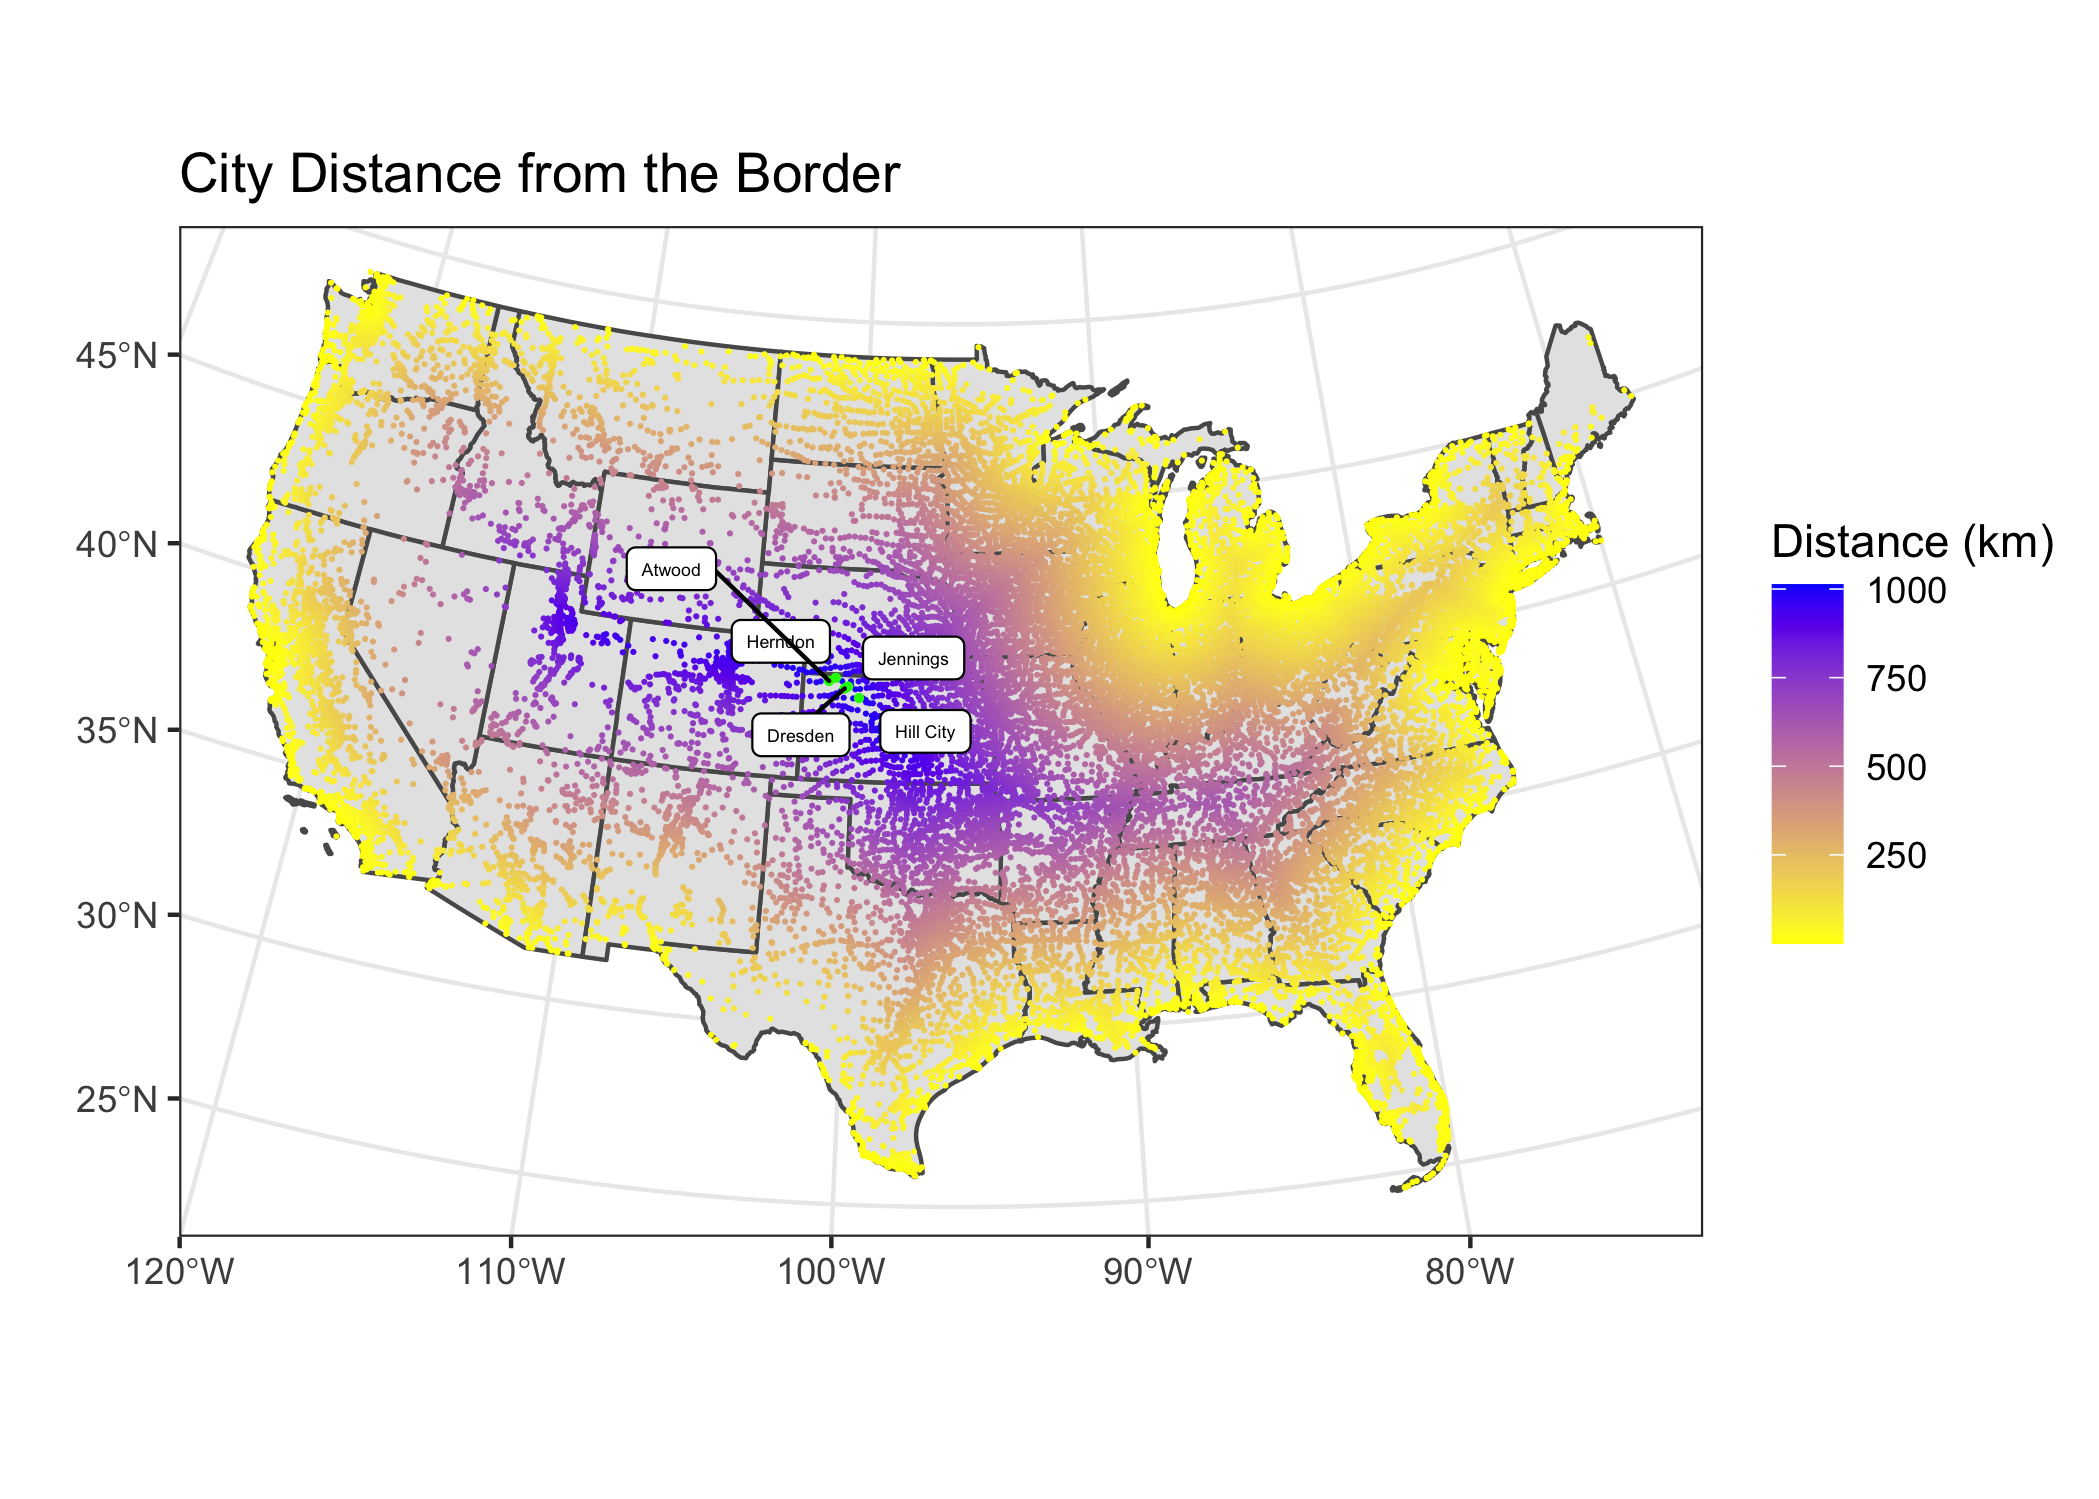 City Distance from the Border
45°N
40°N
35°N
30°N
25°N
120°W
110°W
100°W
90°W
80°W
Atwood
Herndon
Jennings
Dresden
Hill City
Distance (km)
1000
750
500
250